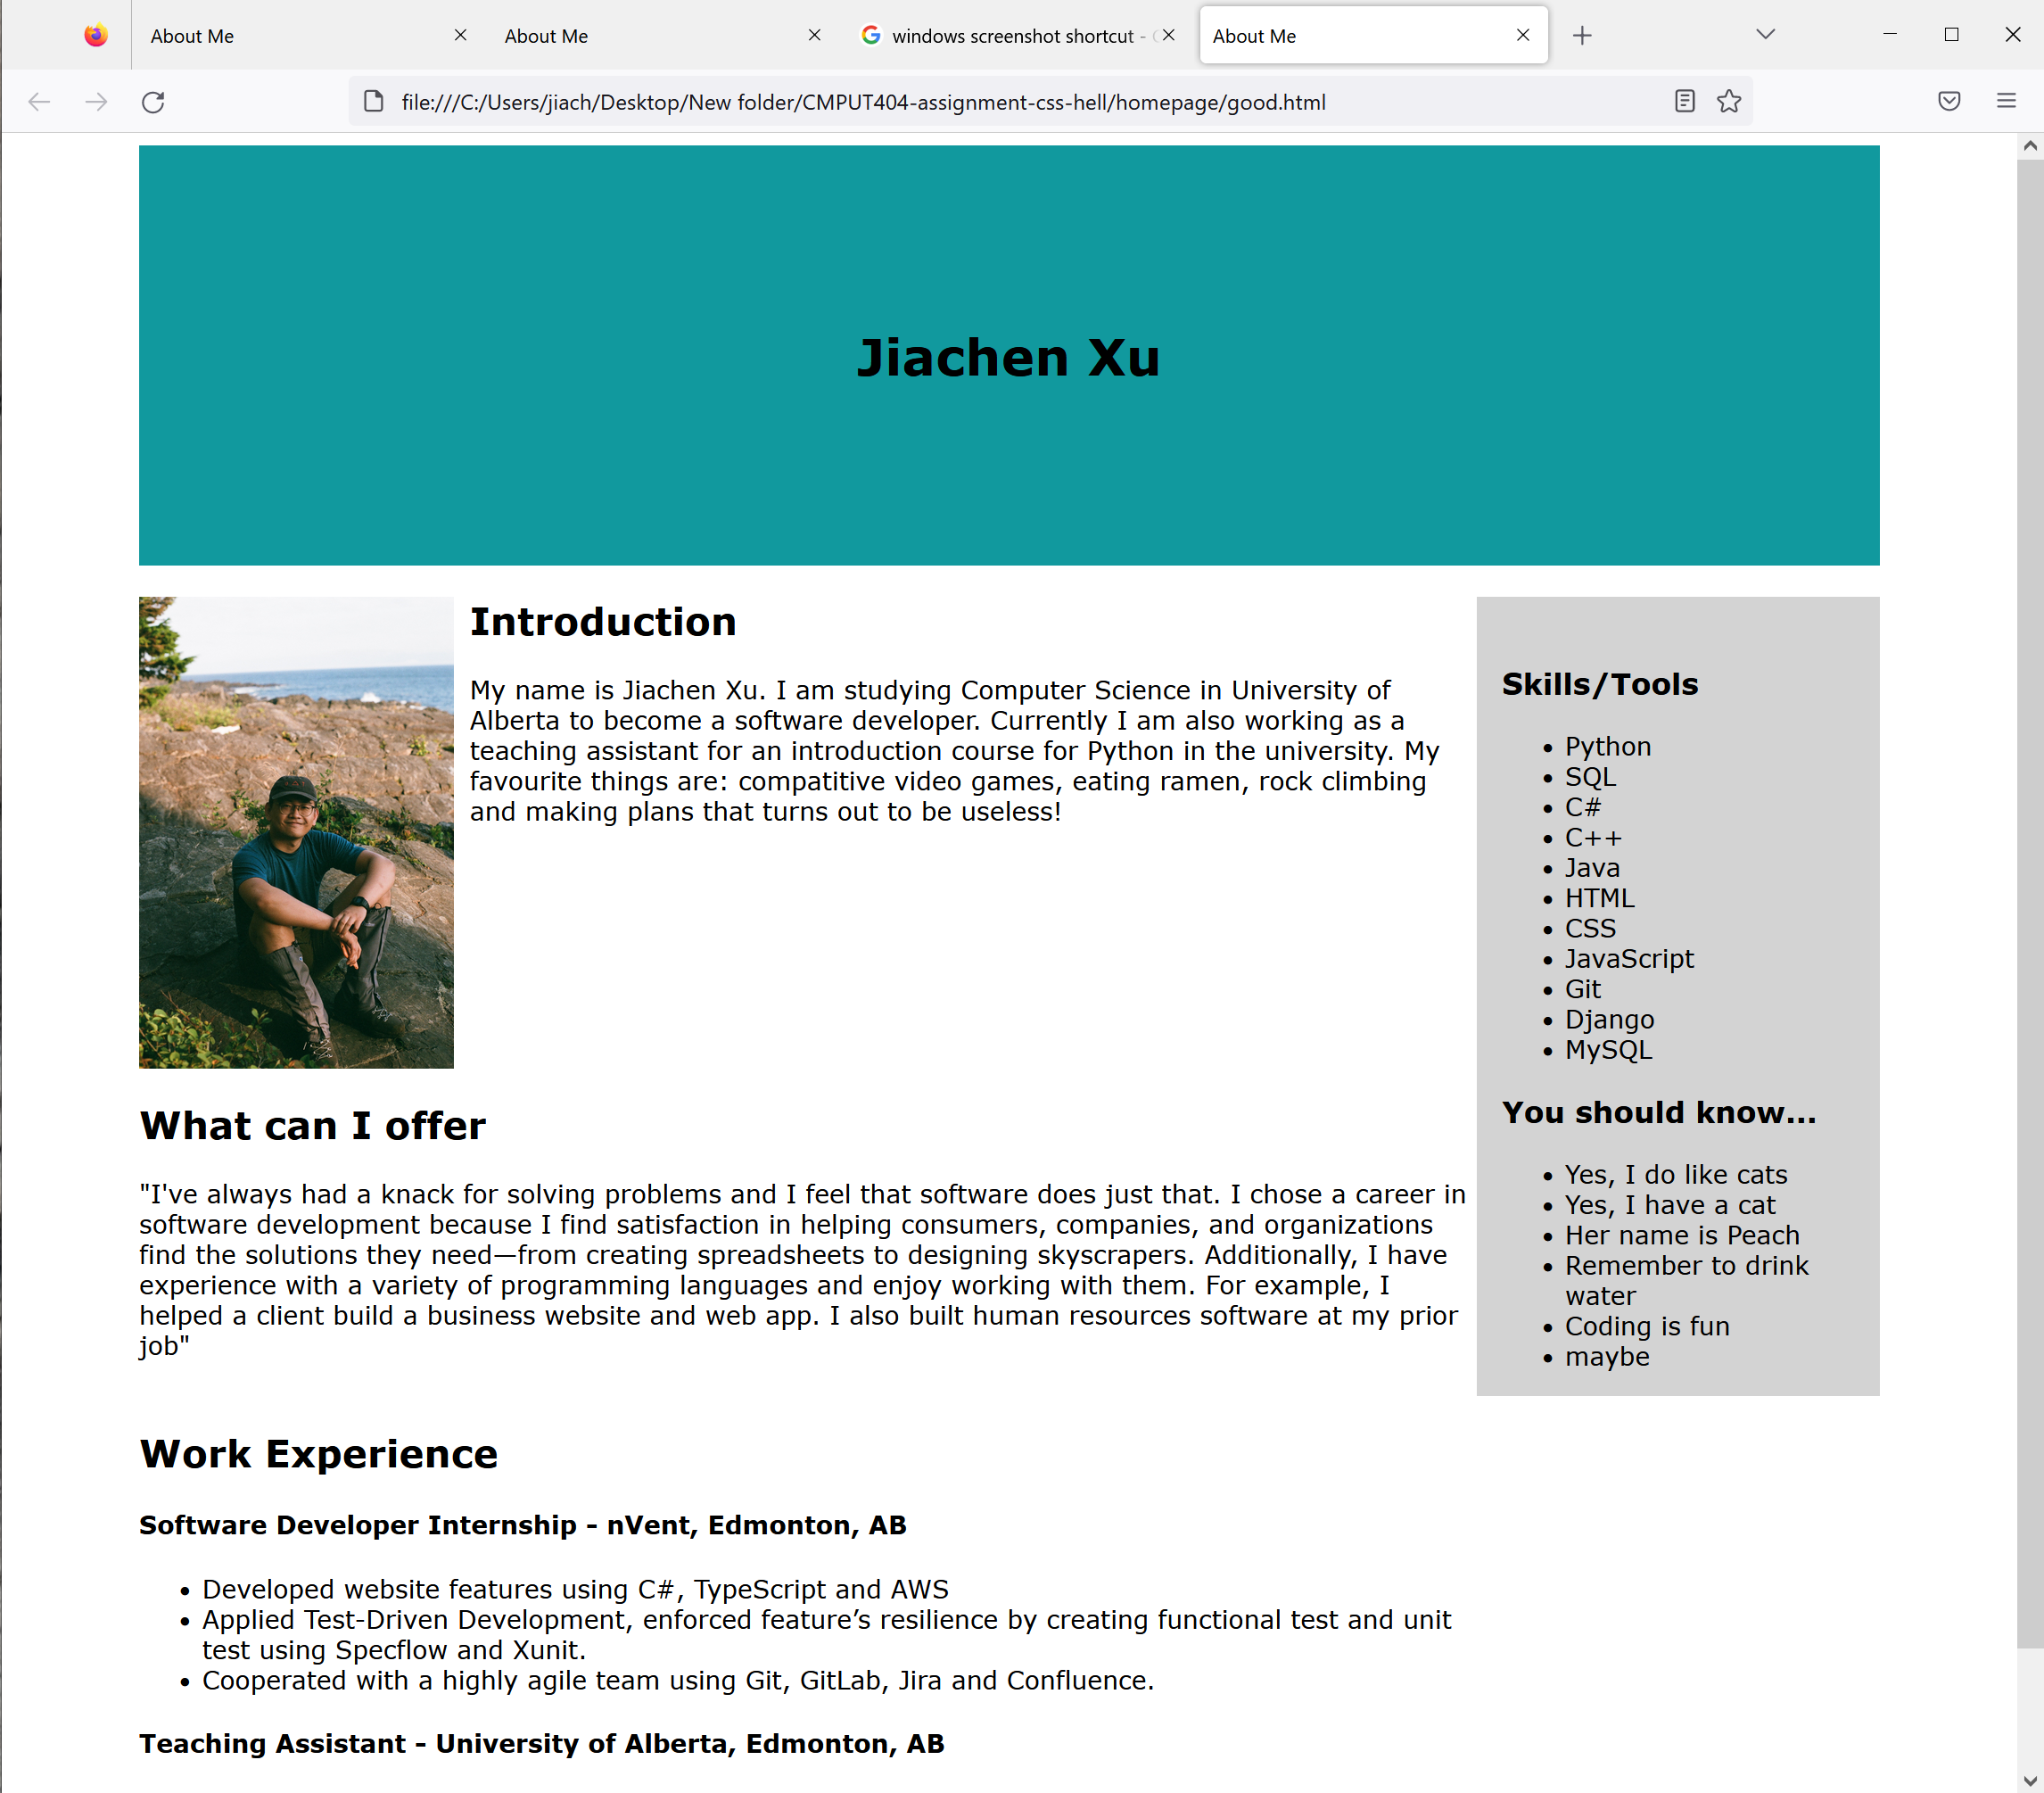 About Me
About Me
windows screenshot shortcut -
About Me
file:///C:/Users/jiach/Desktop/New folder/CMPUT404-assignment-css-hell/homepage/good.html
Jiachen Xu
Introduction
My name is Jiachen Xu. I am studying Computer Science in University of
Alberta to become a software developer. Currently I am also working as a
teaching assistant for an introduction course for Python in the university. My
favourite things are: compatitive video games, eating ramen, rock climbing
and making plans that turns out to be useless!
What can I offer
"I've always had a knack for solving problems and I feel that software does just that. I chose a career in
software development because I find satisfaction in helping consumers, companies, and organizations
find the solutions they need—from creating spreadsheets to designing skyscrapers. Additionally, I have
experience with a variety of programming languages and enjoy working with them. For example, I
helped a client build a business website and web app. I also built human resources software at my prior
job"
Work Experience
Software Developer Internship - nVent, Edmonton, AB
• Developed website features using C#, TypeScript and AWS
• Applied Test-Driven Development, enforced feature’s resilience by creating functional test and unit
test using Specflow and Xunit.
• Cooperated with a highly agile team using Git, GitLab, Jira and Confluence.
Teaching Assistant - University of Alberta, Edmonton, AB
Skills/Tools
• Python
• SQL
• C#
• C++
• Java
• HTML
• CSS
• JavaScript
• Git
• Django
• MySQL
You should know...
• Yes, I do like cats
• Yes, I have a cat
• Her name is Peach
• Remember to drink
water
• Coding is fun
• maybe